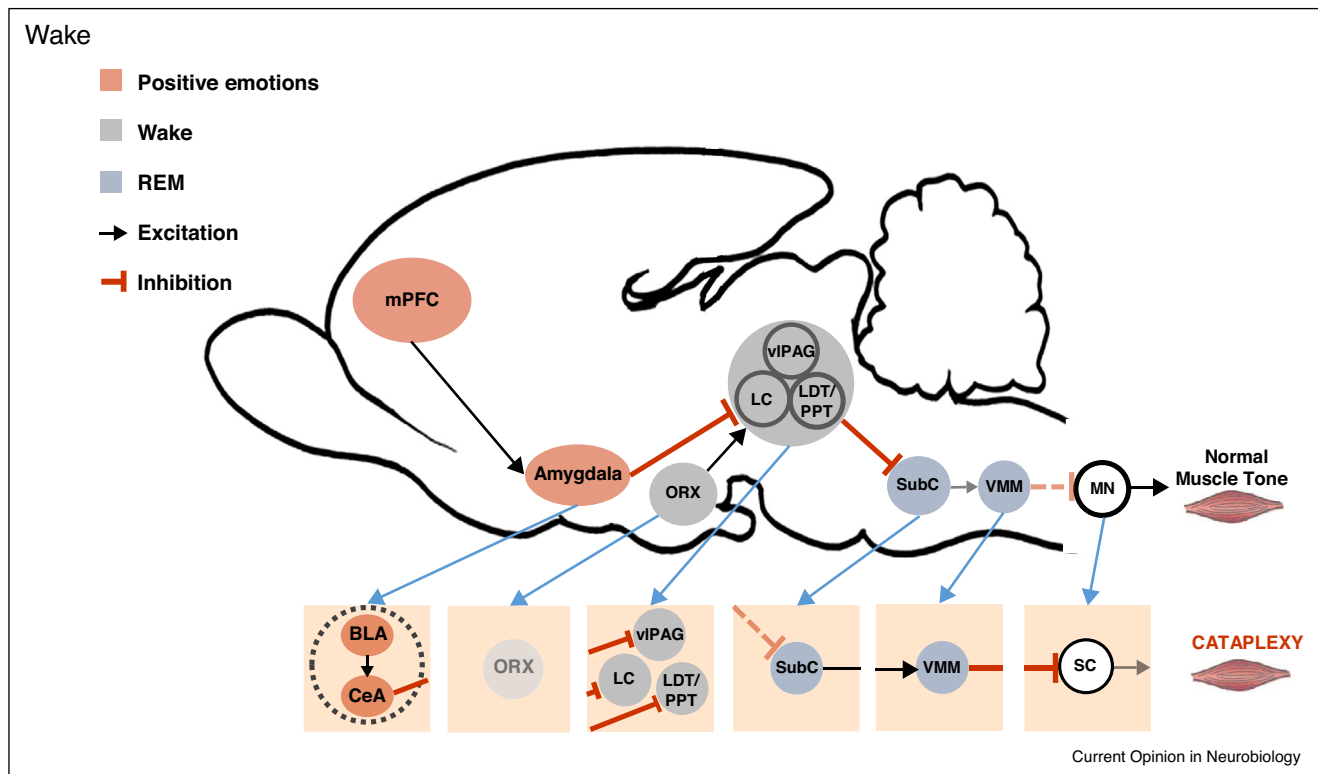 Wake
Positive emotions
Wake
REM
Excitation
Inhibition
mPFC
vlPAG
LC
LDT/
PPT
Amygdala
ORX
SubC
VMM
MN
Normal
Muscle Tone
BLA
CeA
ORX
vlPAG
LC
LDT/
PPT
SubC
VMM
SC
CATAPLEXY
Current Opinion in Neurobiology